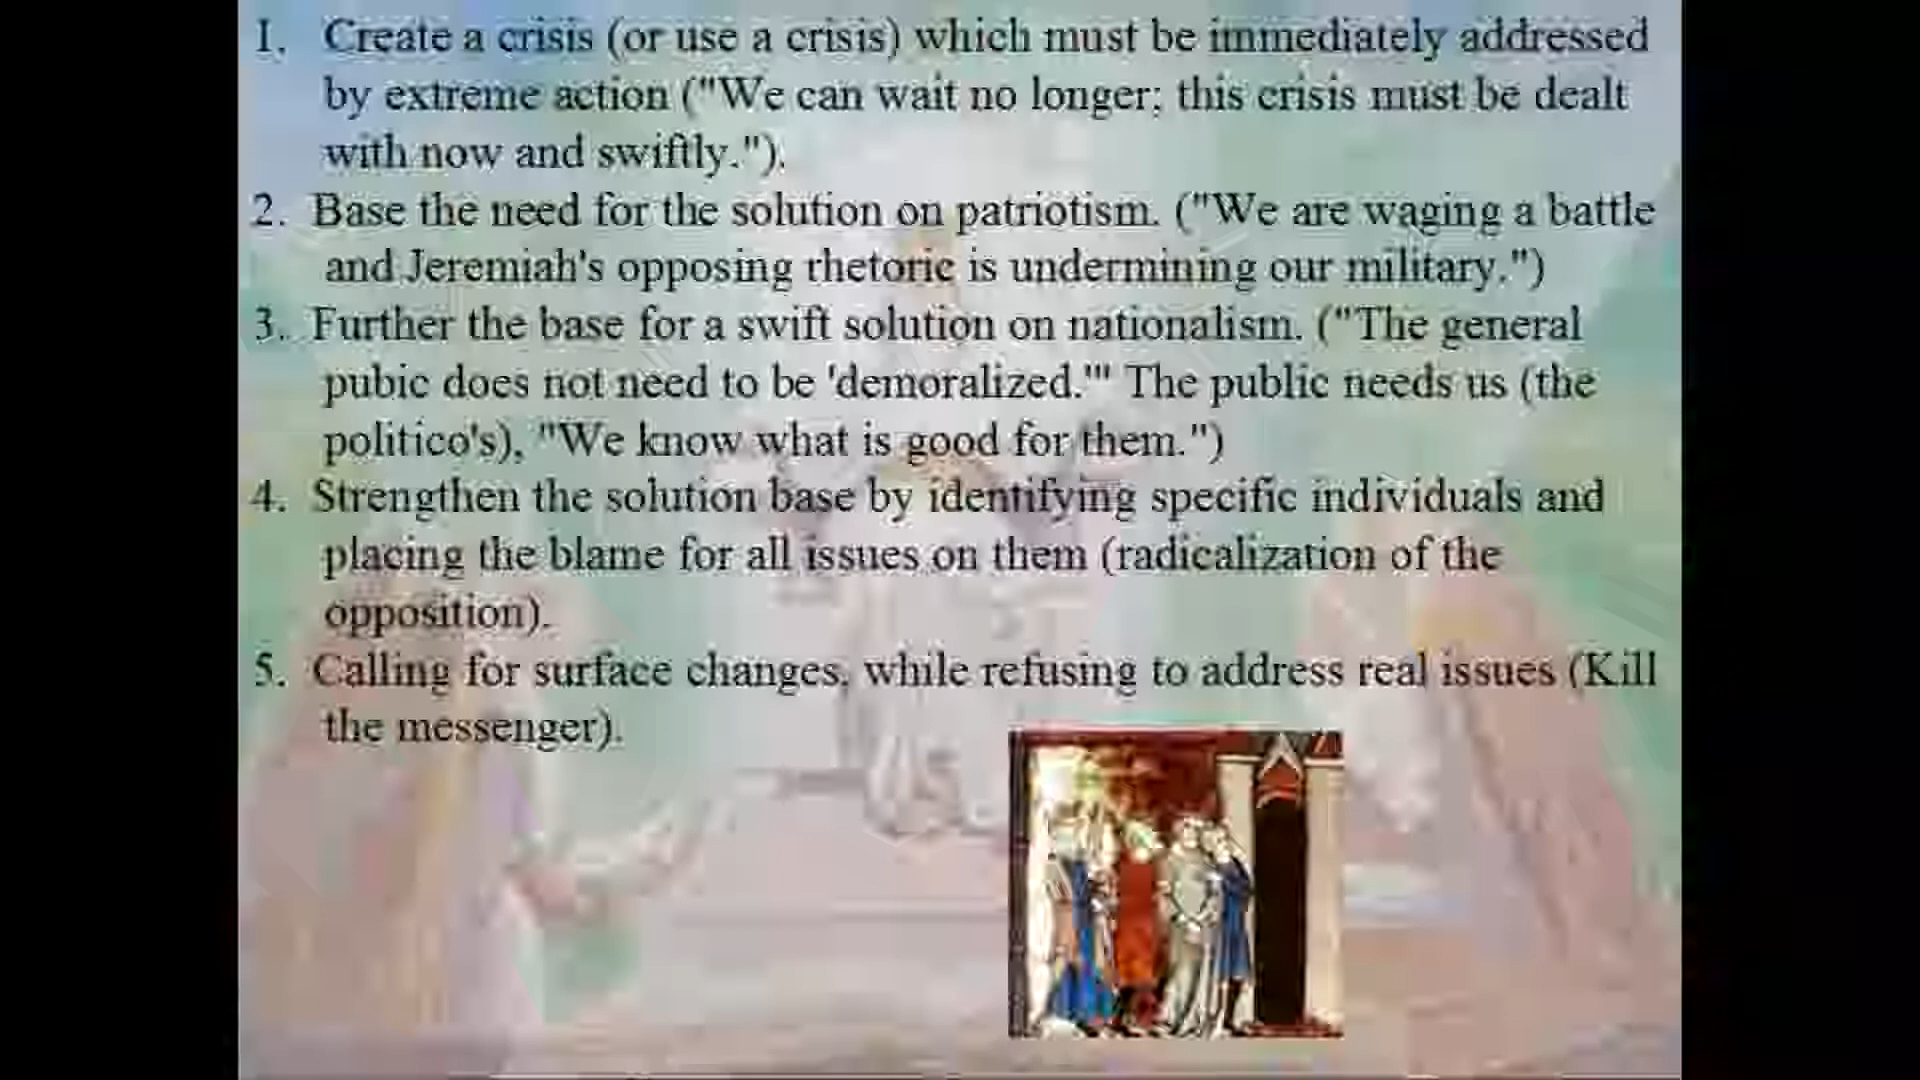 1. Create a crisis (or use a crisis) which must be immediately addressed
by extreme action ("We can wait no longer; this crisis must be dealt
with now and swiftly.").
2. Base the need for the solution on patriotism. ("We are waging a battle
and Jeremiah's opposing rhetoric is undermining our military.")
3. Further the base for a swift solution on nationalism. ("The general
pubic does not need to be 'demoralized.'" The public needs us (the
politico's), "We know what is good for them.")
4. Strengthen the solution base by identifying specific individuals and
placing the blame for all issues on them (radicalization of the
opposition).
5. Calling for surface changes, while refusing to address real issues (Kill
the messenger).